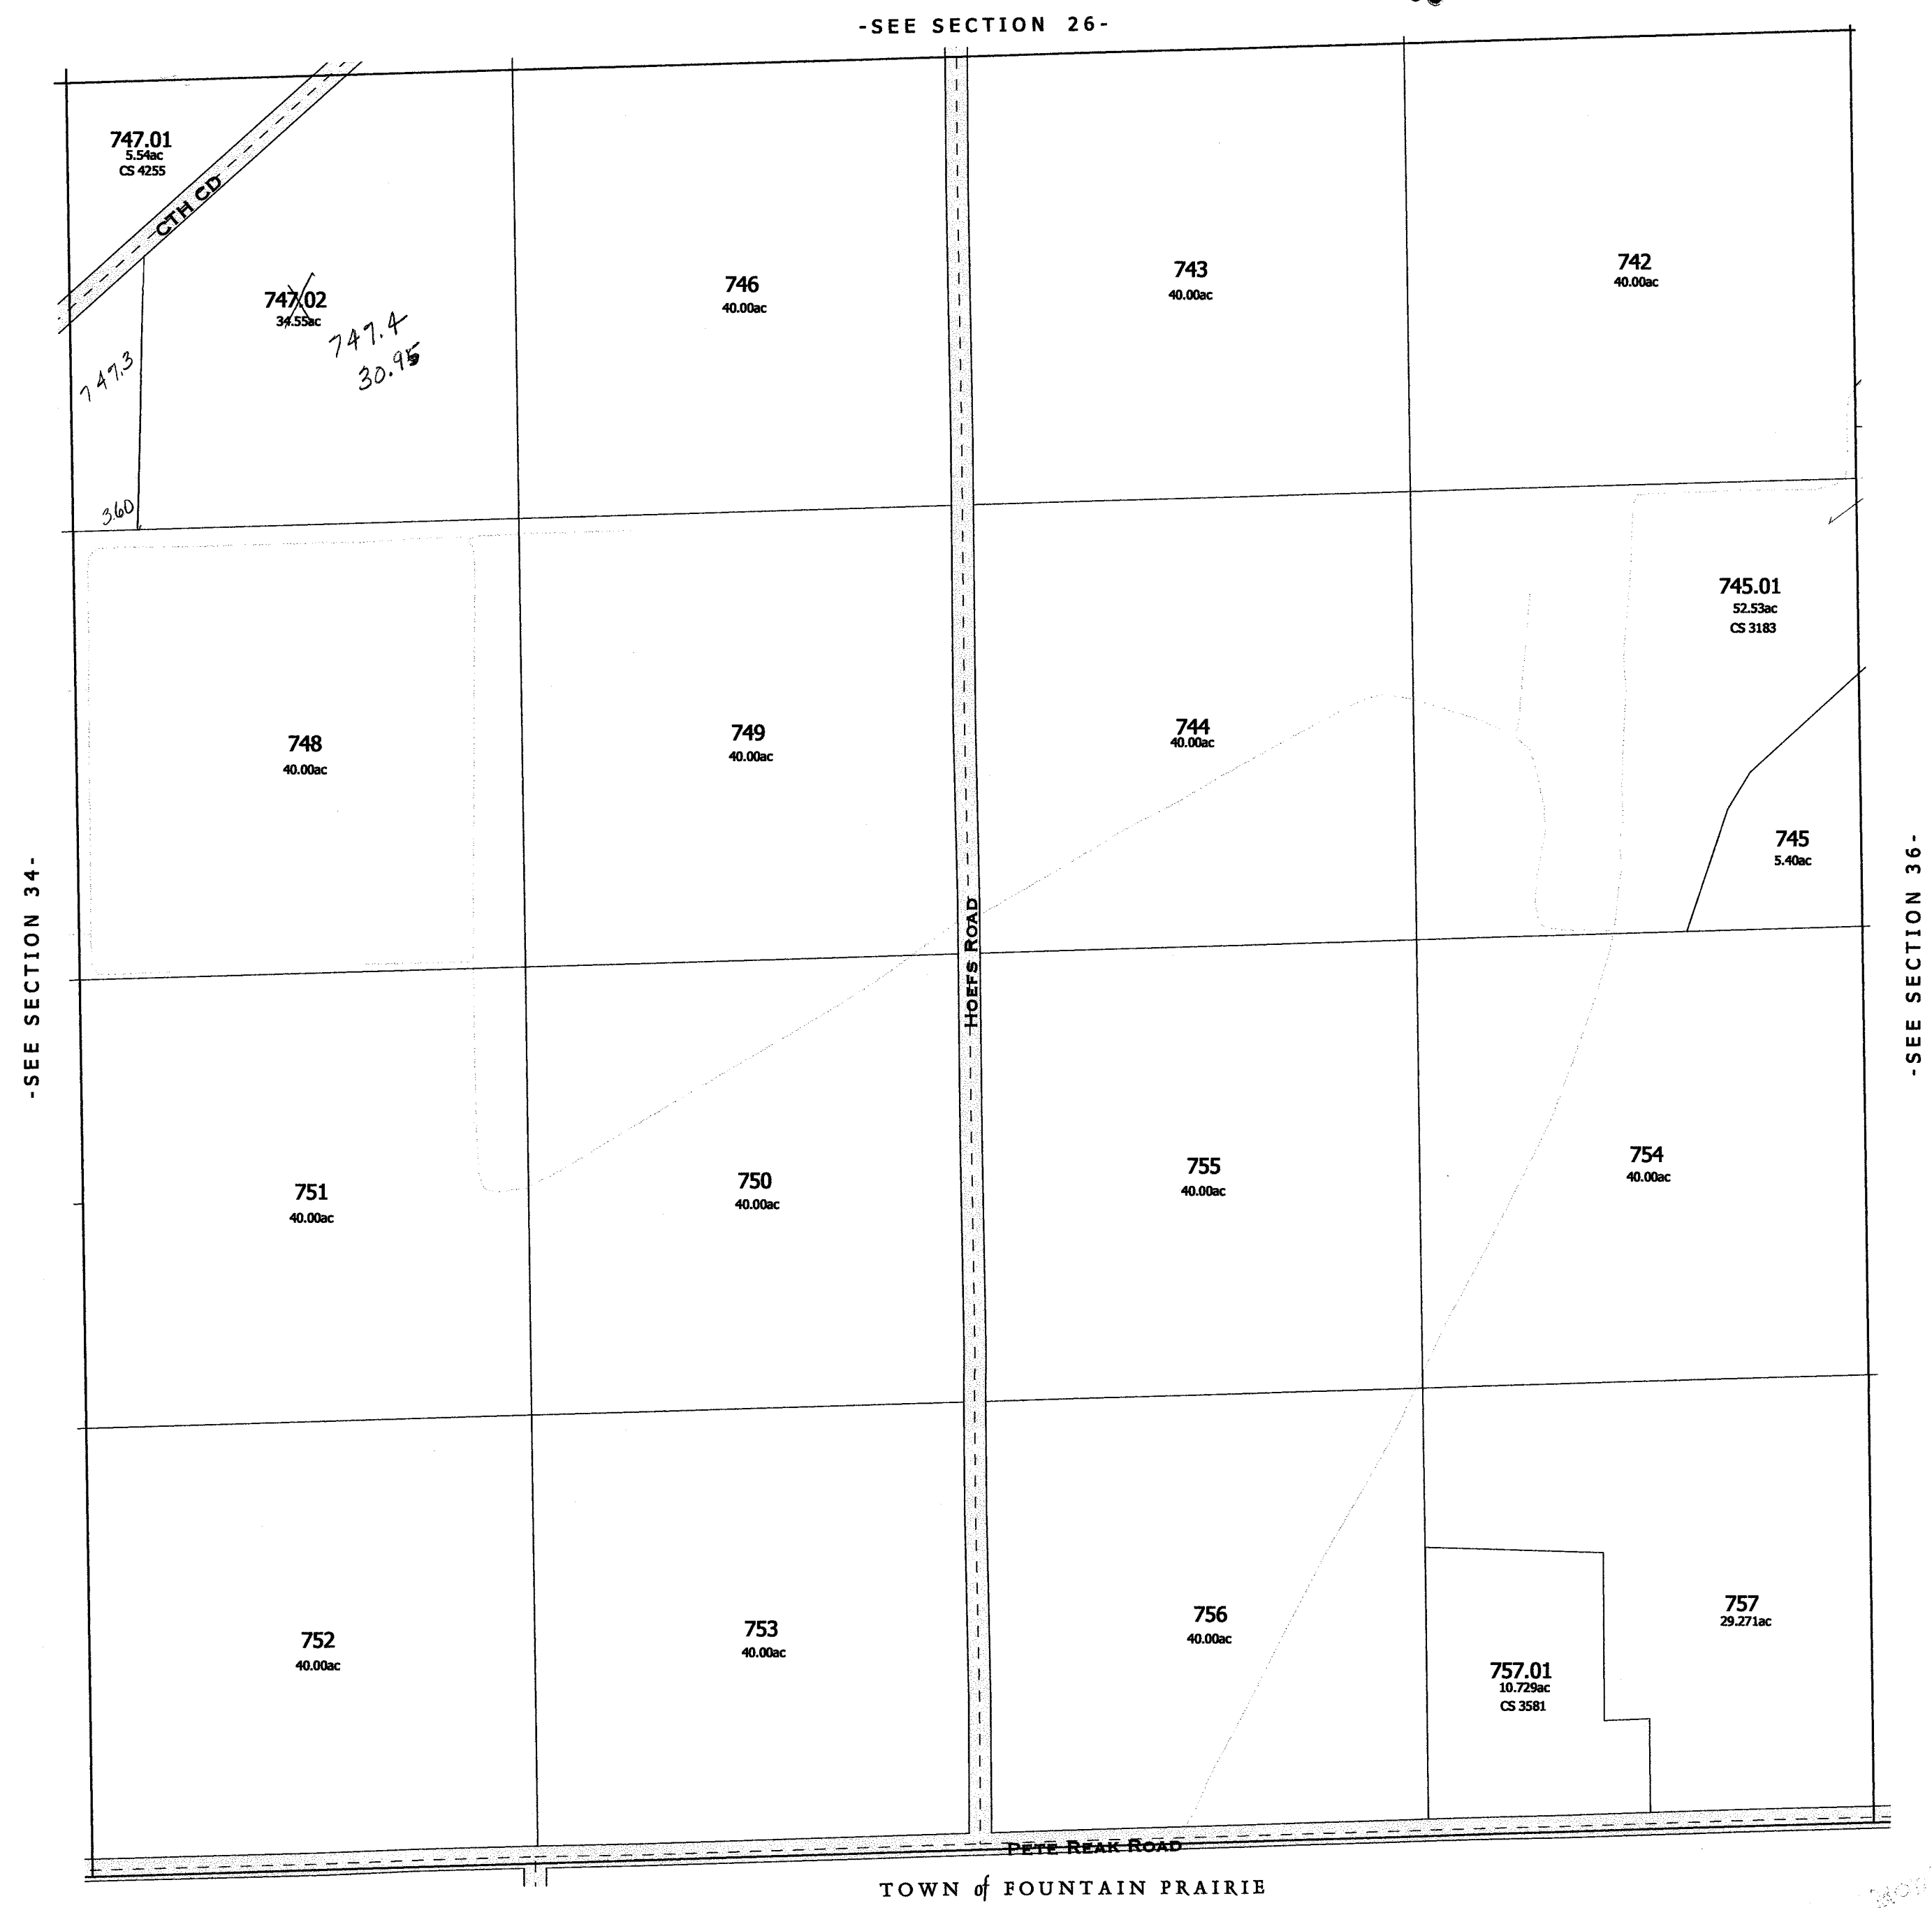 -SEE SECTION 26-
747.01
5.54ac
CS 4255
CTH CD
747.02
34.55ac
747.4
30.95
747.3
3.60
746
40.00ac
743
40.00ac
742
40.00ac
748
40.00ac
749
40.00ac
744
40.00ac
745.01
52.53ac
CS 3183
745
5.40ac
-SEE SECTION 34-
HOEFS ROAD
-SEE SECTION 36-
751
40.00ac
750
40.00ac
755
40.00ac
754
40.00ac
752
40.00ac
753
40.00ac
756
40.00ac
757.01
10.729ac
CS 3581
757
29.271ac
PETE REAK ROAD
TOWN of FOUNTAIN PRAIRIE